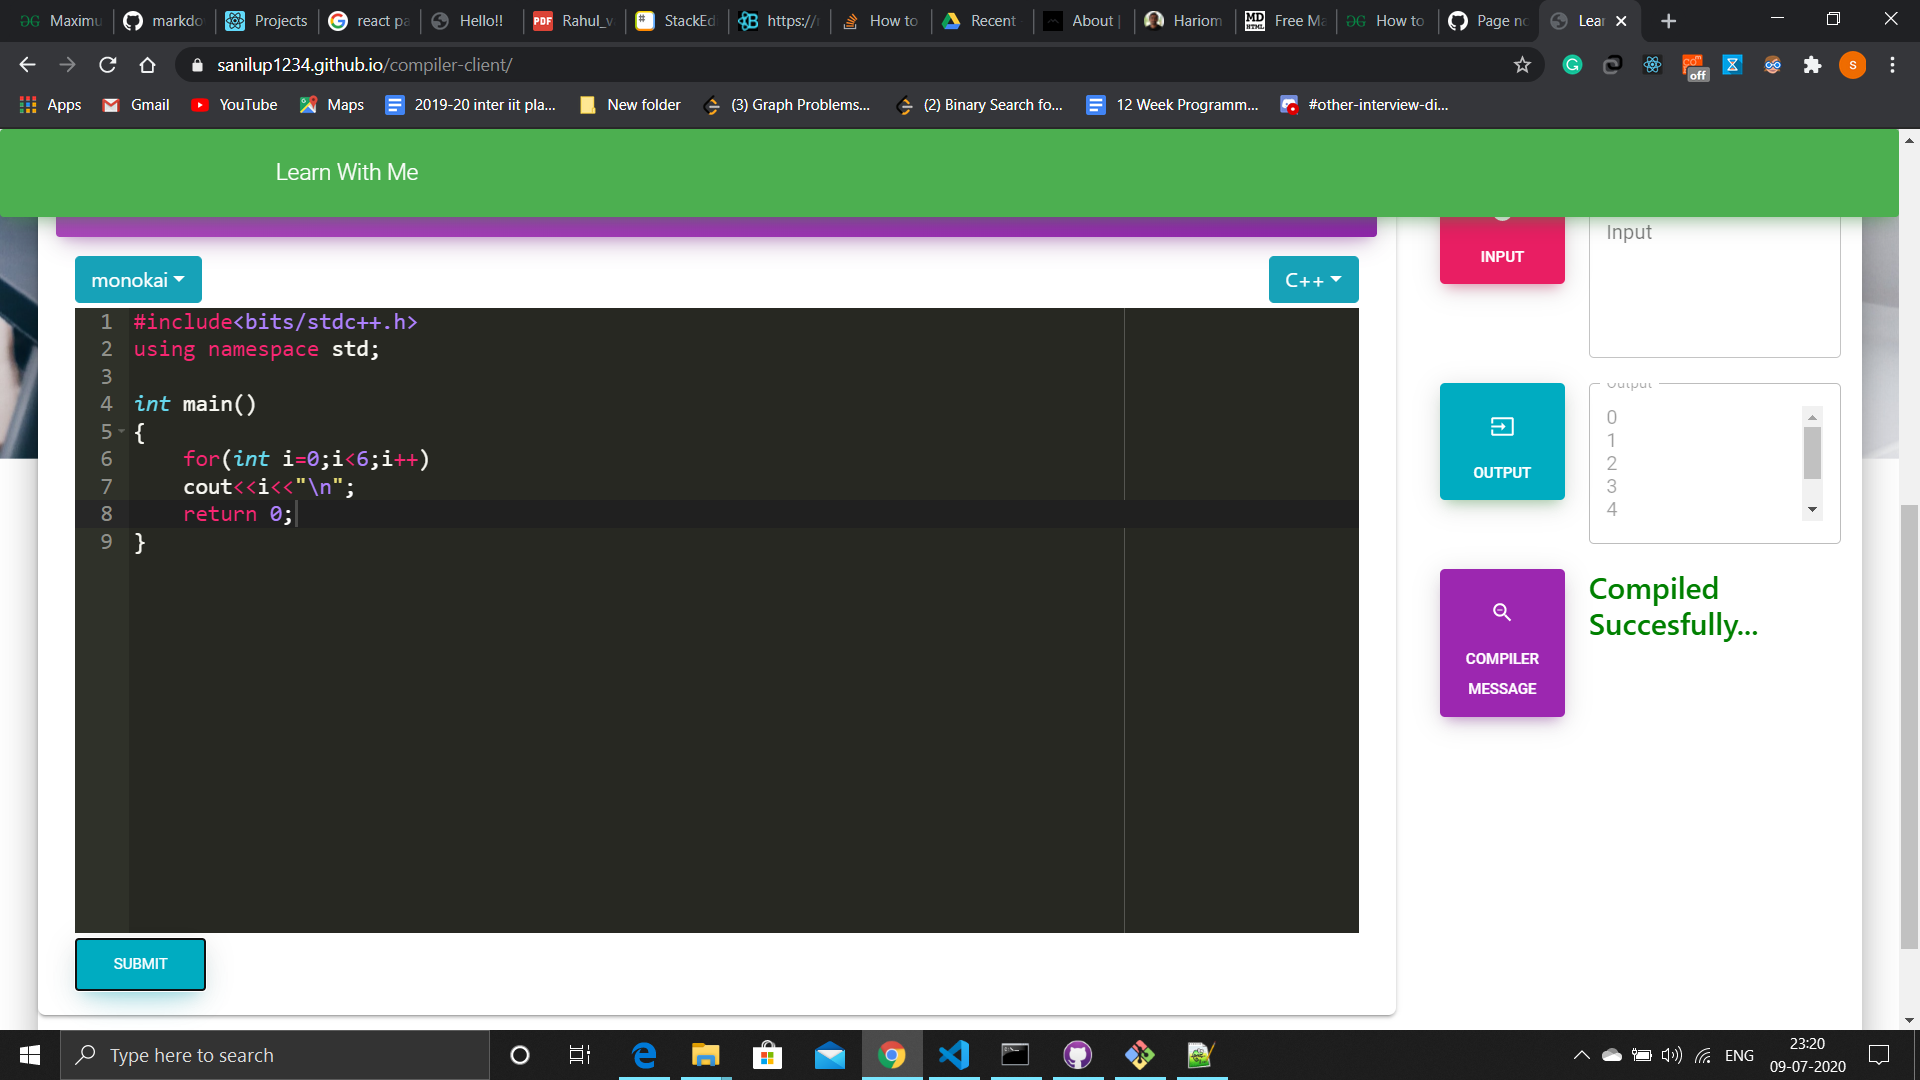 Maximu
markdo
Projects
react pa
Hello!!
Rahul_v
StackEd
https://r
How to
Recent
About |
Hariom
Free Ma
How to
Page no
Lear
sanilup1234.github.io/compiler-client/
off
s
Apps
Gmail
YouTube
Maps
2019-20 inter iit pla...
New folder
(3) Graph Problems...
(2) Binary Search fo...
12 Week Programm...
#other-interview-di...
Learn With Me
monokai
C++
1 #include<bits/stdc++.h>
2 using namespace std;
3
4 int main()
5 {
6 for(int i=0;i<6;i++)
7 cout<<i<<"\n";
8 return 0;
9 }
SUBMIT
INPUT
Input
OUTPUT
Output
0
1
2
3
4
COMPILER
MESSAGE
Compiled
Succesfully...
Type here to search
ENG
23:20
09-07-2020